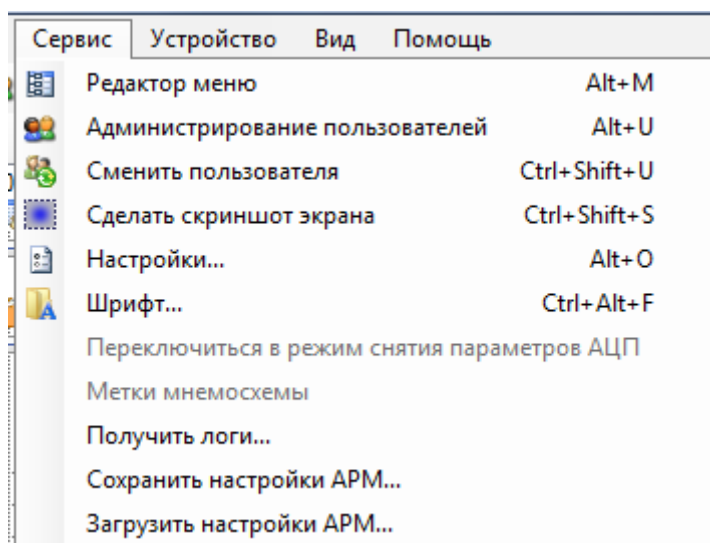 Сервис Устройство Вид Помощь
Редактор меню Alt+M
Администрирование пользователей Alt+U
Сменить пользователя Ctrl+Shift+U
Сделать скриншот экрана Ctrl+Shift+S
Настройки... Alt+O
Шрифт... Ctrl+Alt+F
Переключиться в режим снятия параметров АЦП
Метки мнемосхемы
Получить логи...
Сохранить настройки АРМ...
Загрузить настройки АРМ...